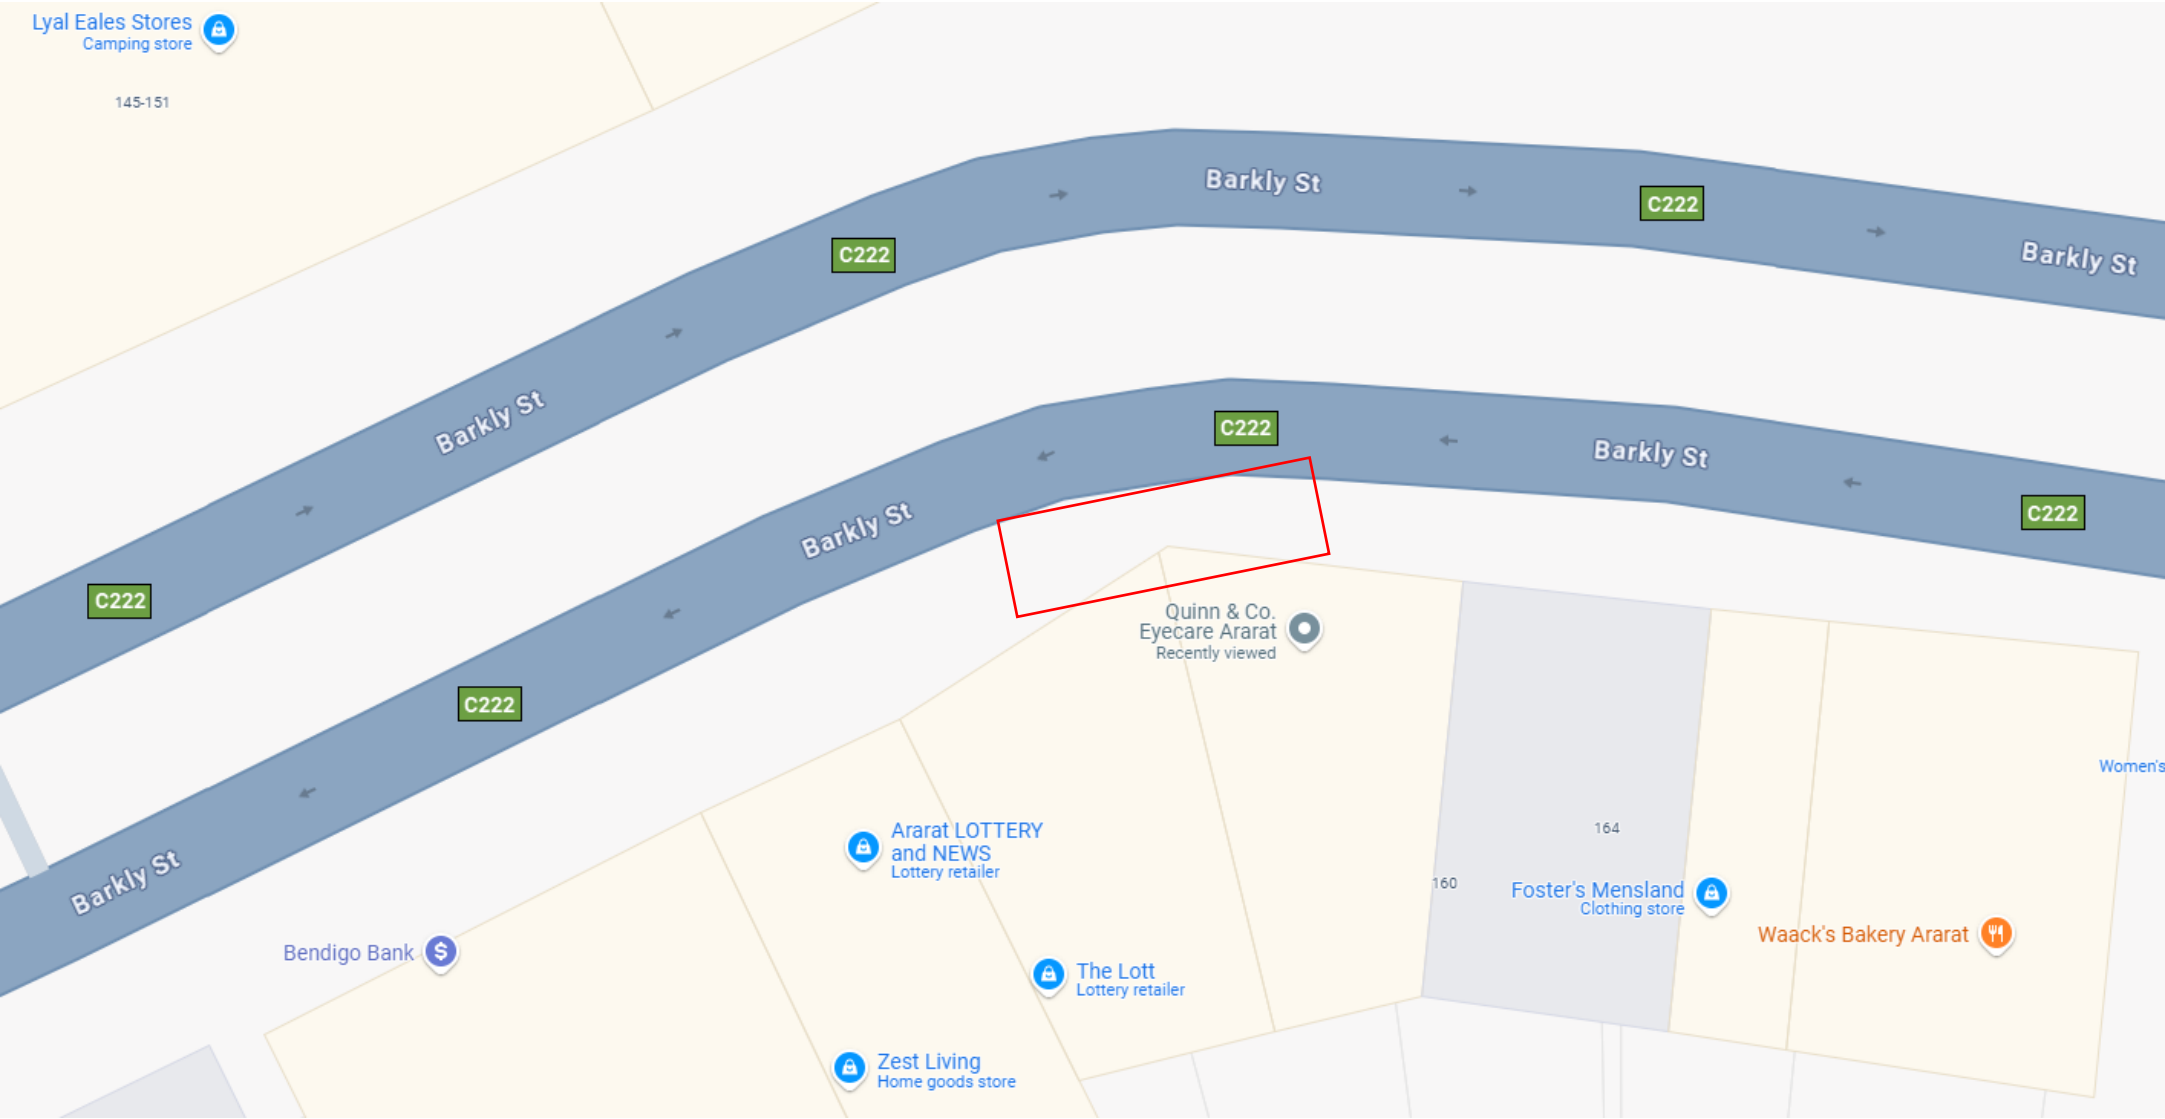 Lyal Eales Stores
Camping store
145-151
Barkly St
C222
Barkly St
C222
Barkly St
C222
C222
Barkly St
Barkly St
C222
Barkly St
C222
C222
Barkly St
Quinn & Co.
Eyecare Ararat
Recently viewed
Women's
Ararat LOTTERY
and NEWS
Lottery retailer
164
160
Foster's Mensland
Clothing store
Waack's Bakery Ararat
Bendigo Bank
The Lott
Lottery retailer
Zest Living
Home goods store